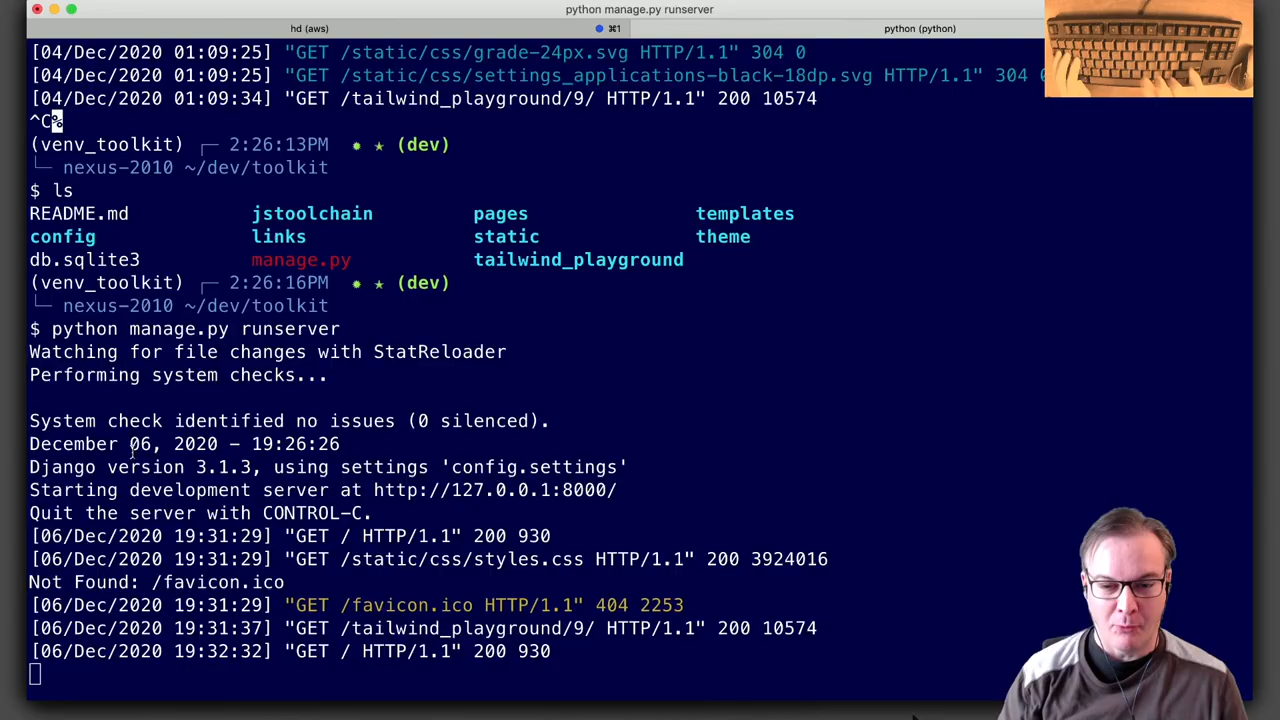 python manage.py runserver
hd (aws) ⌘1 python (python)
[04/Dec/2020 01:09:25] "GET /static/css/grade-24px.svg HTTP/1.1" 304 0
[04/Dec/2020 01:09:25] "GET /static/css/settings_applications-black-18dp.svg HTTP/1.1" 304 0
[04/Dec/2020 01:09:34] "GET /tailwind_playground/9/ HTTP/1.1" 200 10574
^C%
(venv_toolkit) ┌─ 2:26:13PM ✹ ★ (dev)
└─ nexus-2010 ~/dev/toolkit
$ ls
README.md jstoolchain pages templates
config links static theme
db.sqlite3 manage.py tailwind_playground
(venv_toolkit) ┌─ 2:26:16PM ✹ ★ (dev)
└─ nexus-2010 ~/dev/toolkit
$ python manage.py runserver
Watching for file changes with StatReloader
Performing system checks...
System check identified no issues (0 silenced).
December 06, 2020 - 19:26:26
Django version 3.1.3, using settings 'config.settings'
Starting development server at http://127.0.0.1:8000/
Quit the server with CONTROL-C.
[06/Dec/2020 19:31:29] "GET / HTTP/1.1" 200 930
[06/Dec/2020 19:31:29] "GET /static/css/styles.css HTTP/1.1" 200 3924016
Not Found: /favicon.ico
[06/Dec/2020 19:31:29] "GET /favicon.ico HTTP/1.1" 404 2253
[06/Dec/2020 19:31:37] "GET /tailwind_playground/9/ HTTP/1.1" 200 10574
[06/Dec/2020 19:32:32] "GET / HTTP/1.1" 200 930